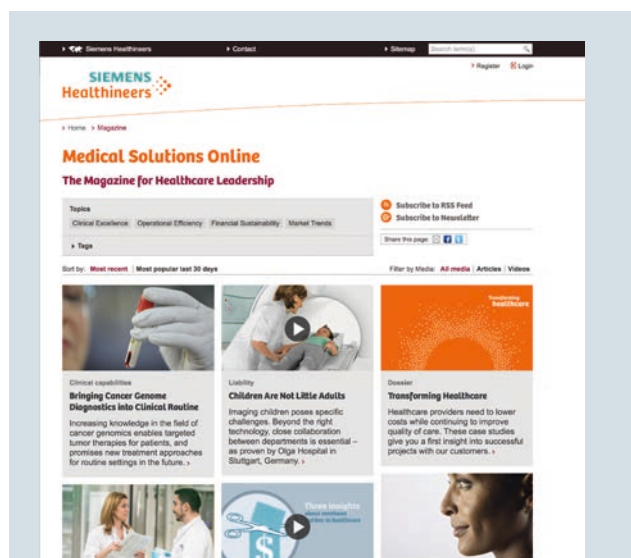 Siemens Healthineers
Contact
Sitemap
Search term(s)
Register
Login
SIEMENS
Healthineers
Home
Magazine
Medical Solutions Online
The Magazine for Healthcare Leadership
Topics
Clinical Excellence Operational Efficiency Financial Sustainability Market Trends
Tags
Subscribe to RSS Feed
Subscribe to Newsletter
Share this page:
Sort by: Most recent | Most popular last 30 days
Filter by Media: All media | Articles | Videos
Clinical capabilities
Bringing Cancer Genome
Diagnostics into Clinical Routine
Increasing knowledge in the field of
cancer genomics enables targeted
tumor therapies for patients, and
promises new treatment approaches
for routine settings in the future.
Liability
Children Are Not Little Adults
Imaging children poses specific
challenges. Beyond the right
technology, close collaboration
between departments is essential –
as proven by Olga Hospital in
Stuttgart, Germany.
Transforming
healthcare
Dossier
Transforming Healthcare
Healthcare providers need to lower
costs while continuing to improve
quality of care. These case studies
give you a first insight into successful
projects with our customers.
Three insights
$